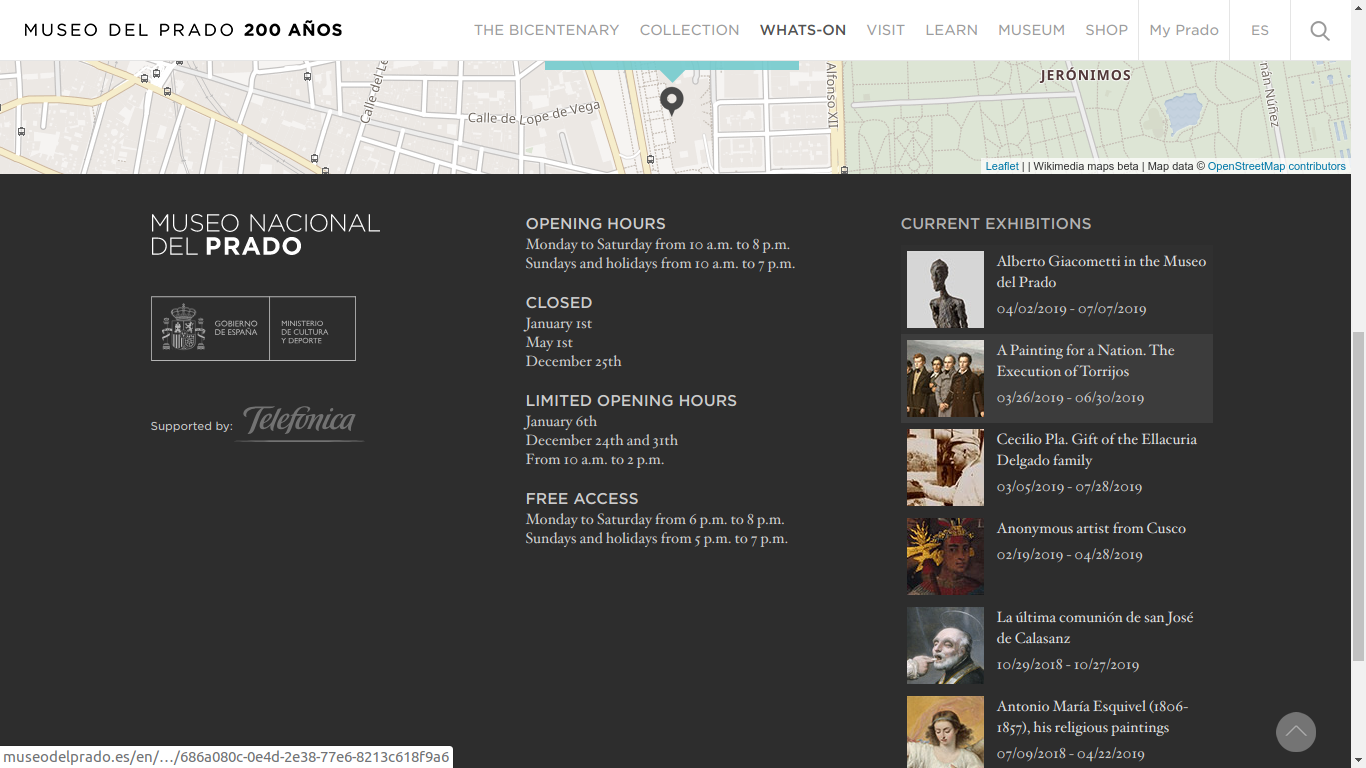 MUSEO DEL PRADO 200 AÑOS
THE BICENTENARY COLLECTION WHATS-ON VISIT LEARN MUSEUM SHOP My Prado ES
Calle del Le
Calle de Lope de Vega
Alfonso XII
JERÓNIMOS
nán Núñez
Leaflet | | Wikimedia maps beta | Map data © OpenStreetMap contributors
MUSEO NACIONAL
DEL PRADO
GOBIERNO
DE ESPAÑA
MINISTERIO
DE CULTURA
Y DEPORTE
Supported by: Telefónica
OPENING HOURS
Monday to Saturday from 10 a.m. to 8 p.m.
Sundays and holidays from 10 a.m. to 7 p.m.
CLOSED
January 1st
May 1st
December 25th
LIMITED OPENING HOURS
January 6th
December 24th and 31th
From 10 a.m. to 2 p.m.
FREE ACCESS
Monday to Saturday from 6 p.m. to 8 p.m.
Sundays and holidays from 5 p.m. to 7 p.m.
CURRENT EXHIBITIONS
Alberto Giacometti in the Museo
del Prado
04/02/2019 - 07/07/2019
A Painting for a Nation. The
Execution of Torrijos
03/26/2019 - 06/30/2019
Cecilio Pla. Gift of the Ellacuria
Delgado family
03/05/2019 - 07/28/2019
Anonymous artist from Cusco
02/19/2019 - 04/28/2019
La última comunión de san José
de Calasanz
10/29/2018 - 10/27/2019
Antonio María Esquivel (1806-
1857), his religious paintings
07/09/2018 - 04/22/2019
museodelprado.es/en/…/686a080c-0e4d-2e38-77e6-8213c618f9a6